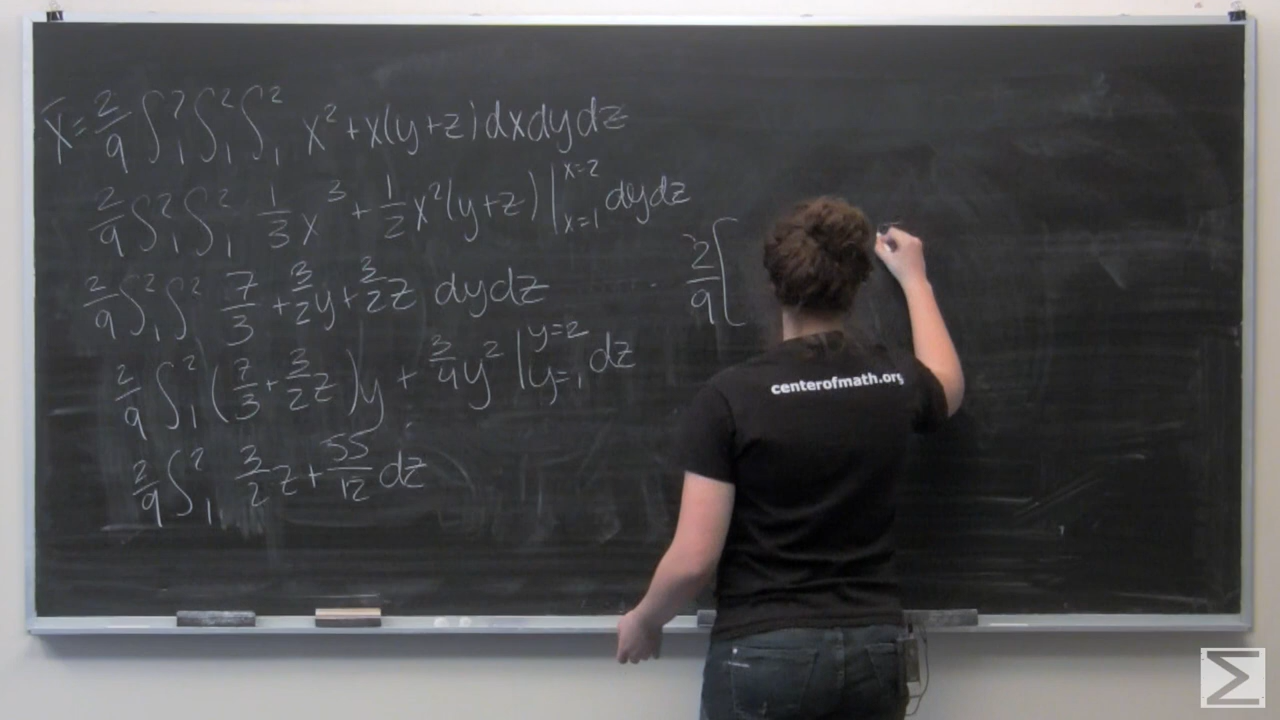 x̄ = 2/9 ∫₁² ∫₁² ∫₁² x² + x(y+z) dxdydz
2/9 ∫₁² ∫₁² 1/3 x³ + 1/2 x²(y+z) |ₓ₌₁ˣ⁼² dydz
2/9 ∫₁² ∫₁² 7/3 + 3/2 y + 3/2 z dydz
2/9 ∫₁² (7/3 + 3/2 z) y + 3/4 y² |y=1 y=2 dz
2/9 ∫₁² 3/2 z + 55/12 dz
2/9 [
centerofmath.org
Σ